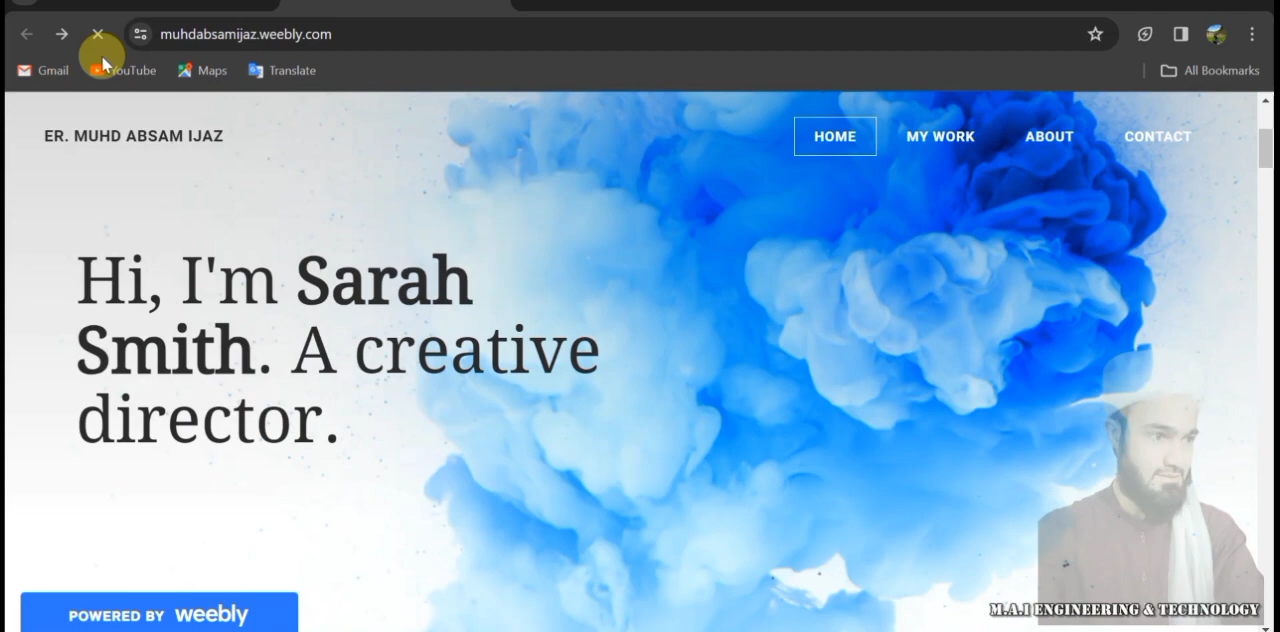 muhdabsamijaz.weebly.com
Gmail
YouTube
Maps
Translate
All Bookmarks
ER. MUHD ABSAM IJAZ
HOME
MY WORK
ABOUT
CONTACT
Hi, I'm Sarah
Smith. A creative
director.
POWERED BY weebly
M.A.I ENGINEERING & TECHNOLOGY